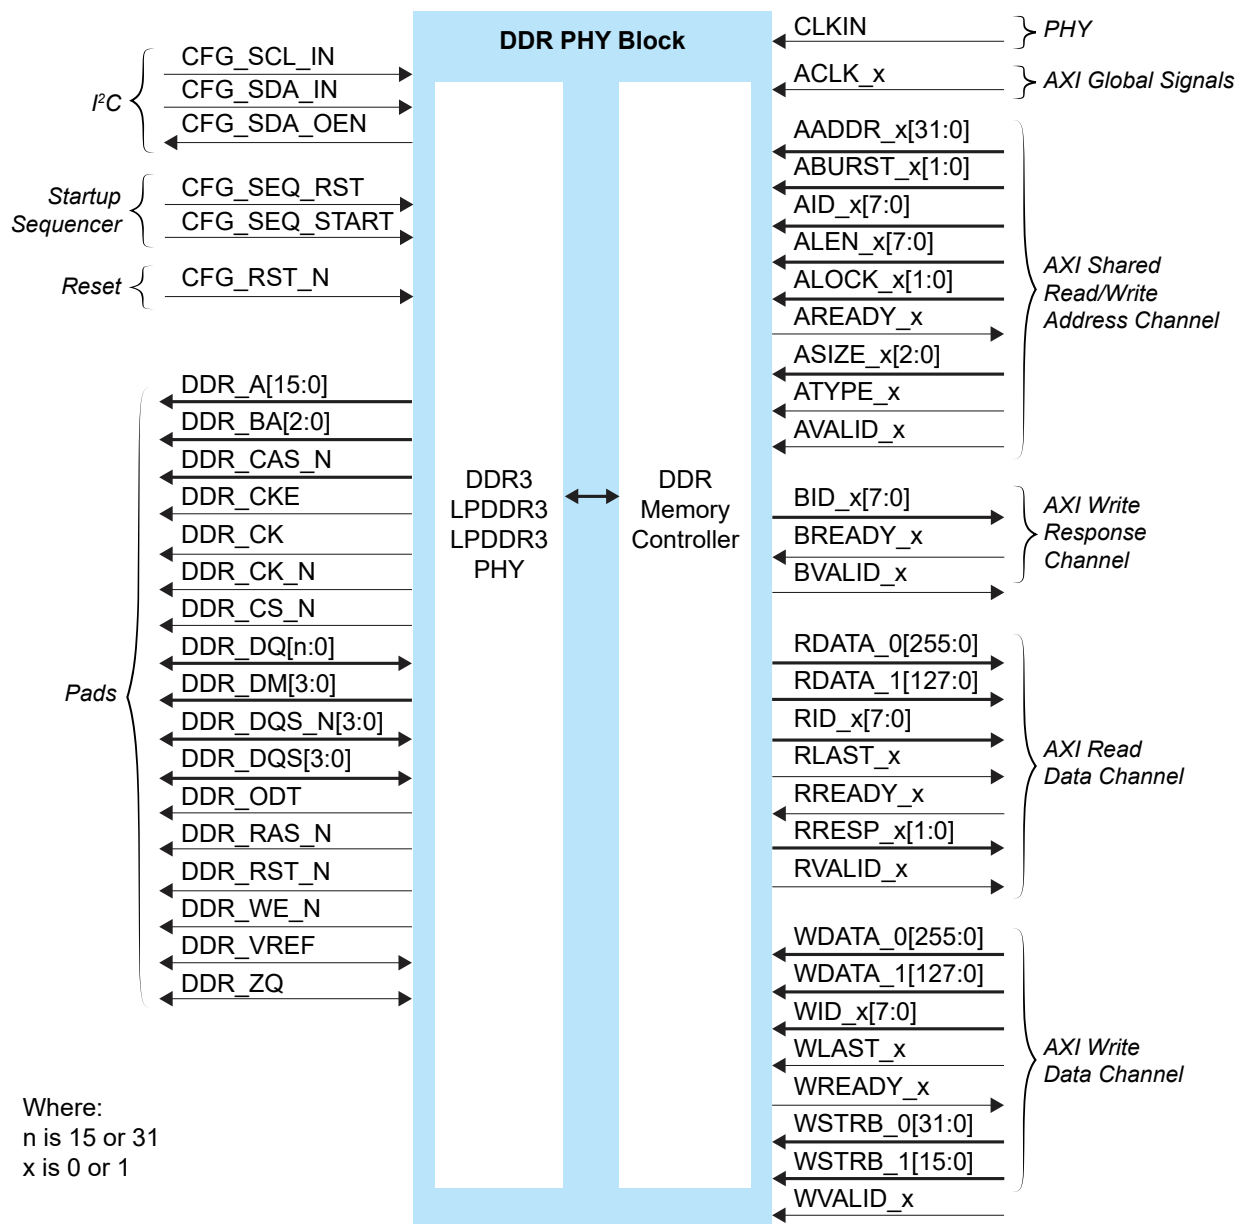 DDR PHY Block
I²C
CFG_SCL_IN
CFG_SDA_IN
CFG_SDA_OEN
Startup
Sequencer
CFG_SEQ_RST
CFG_SEQ_START
Reset
CFG_RST_N
Pads
DDR_A[15:0]
DDR_BA[2:0]
DDR_CAS_N
DDR_CKE
DDR_CK
DDR_CK_N
DDR_CS_N
DDR_DQ[n:0]
DDR_DM[3:0]
DDR_DQS_N[3:0]
DDR_DQS[3:0]
DDR_ODT
DDR_RAS_N
DDR_RST_N
DDR_WE_N
DDR_VREF
DDR_ZQ
Where:
n is 15 or 31
x is 0 or 1
DDR3
LPDDR3
LPDDR3
PHY
DDR
Memory
Controller
CLKIN
PHY
ACLK_x
AXI Global Signals
AADDR_x[31:0]
ABURST_x[1:0]
AID_x[7:0]
ALEN_x[7:0]
ALOCK_x[1:0]
AREADY_x
ASIZE_x[2:0]
ATYPE_x
AVALID_x
AXI Shared
Read/Write
Address Channel
BID_x[7:0]
BREADY_x
BVALID_x
AXI Write
Response
Channel
RDATA_0[255:0]
RDATA_1[127:0]
RID_x[7:0]
RLAST_x
RREADY_x
RRESP_x[1:0]
RVALID_x
AXI Read
Data Channel
WDATA_0[255:0]
WDATA_1[127:0]
WID_x[7:0]
WLAST_x
WREADY_x
WSTRB_0[31:0]
WSTRB_1[15:0]
WVALID_x
AXI Write
Data Channel